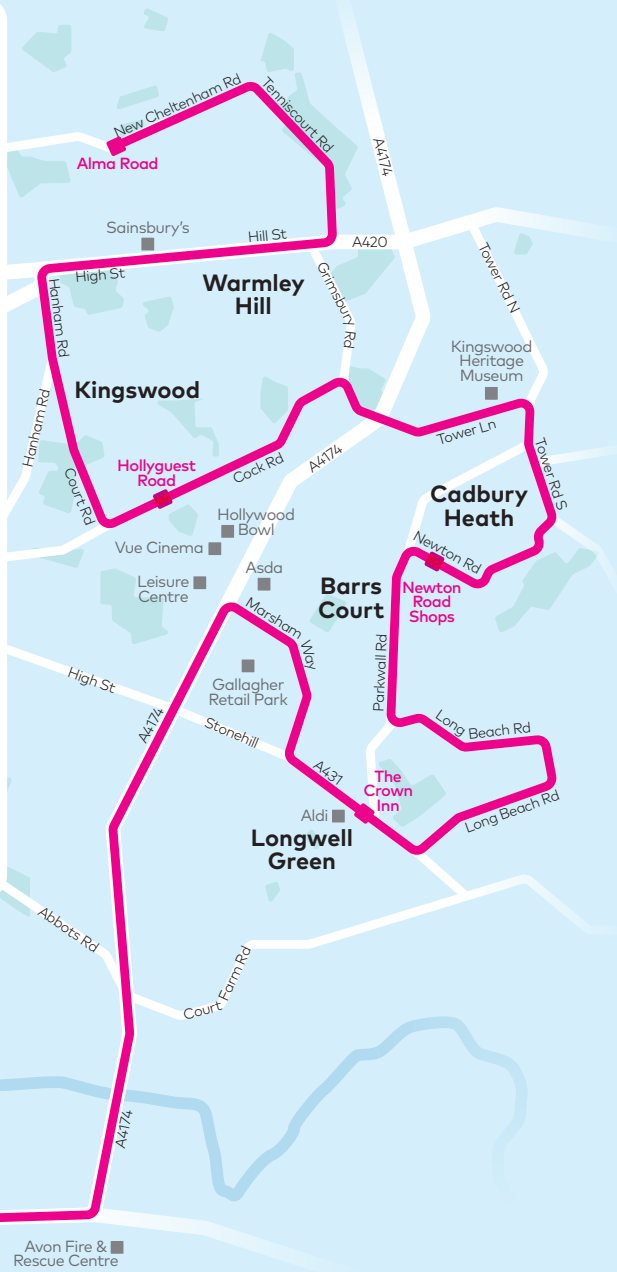 New Cheltenham Rd
Tenniscourt Rd
A4174
Alma Road
Sainsbury's
Hill St
A420
High St
Warmley
Hill
Grimsbury Rd
Tower Rd N
Hanham Rd
Kingswood
Heritage
Museum
Kingswood
Hanham Rd
Tower Ln
Court Rd
Hollyguest
Road
Cock Rd
A4174
Tower Rd S
Cadbury
Heath
Hollywood
Bowl
Vue Cinema
Newton Rd
Leisure
Centre
Asda
Barrs
Court
Newton
Road
Shops
Marsham Way
Parkwall Rd
High St
Gallagher
Retail Park
A4174
Stonehill
Long Beach Rd
A431
The
Crown
Inn
Aldi
Long Beach Rd
Longwell
Green
Abbots Rd
Court Farm Rd
A4174
Avon Fire &
Rescue Centre